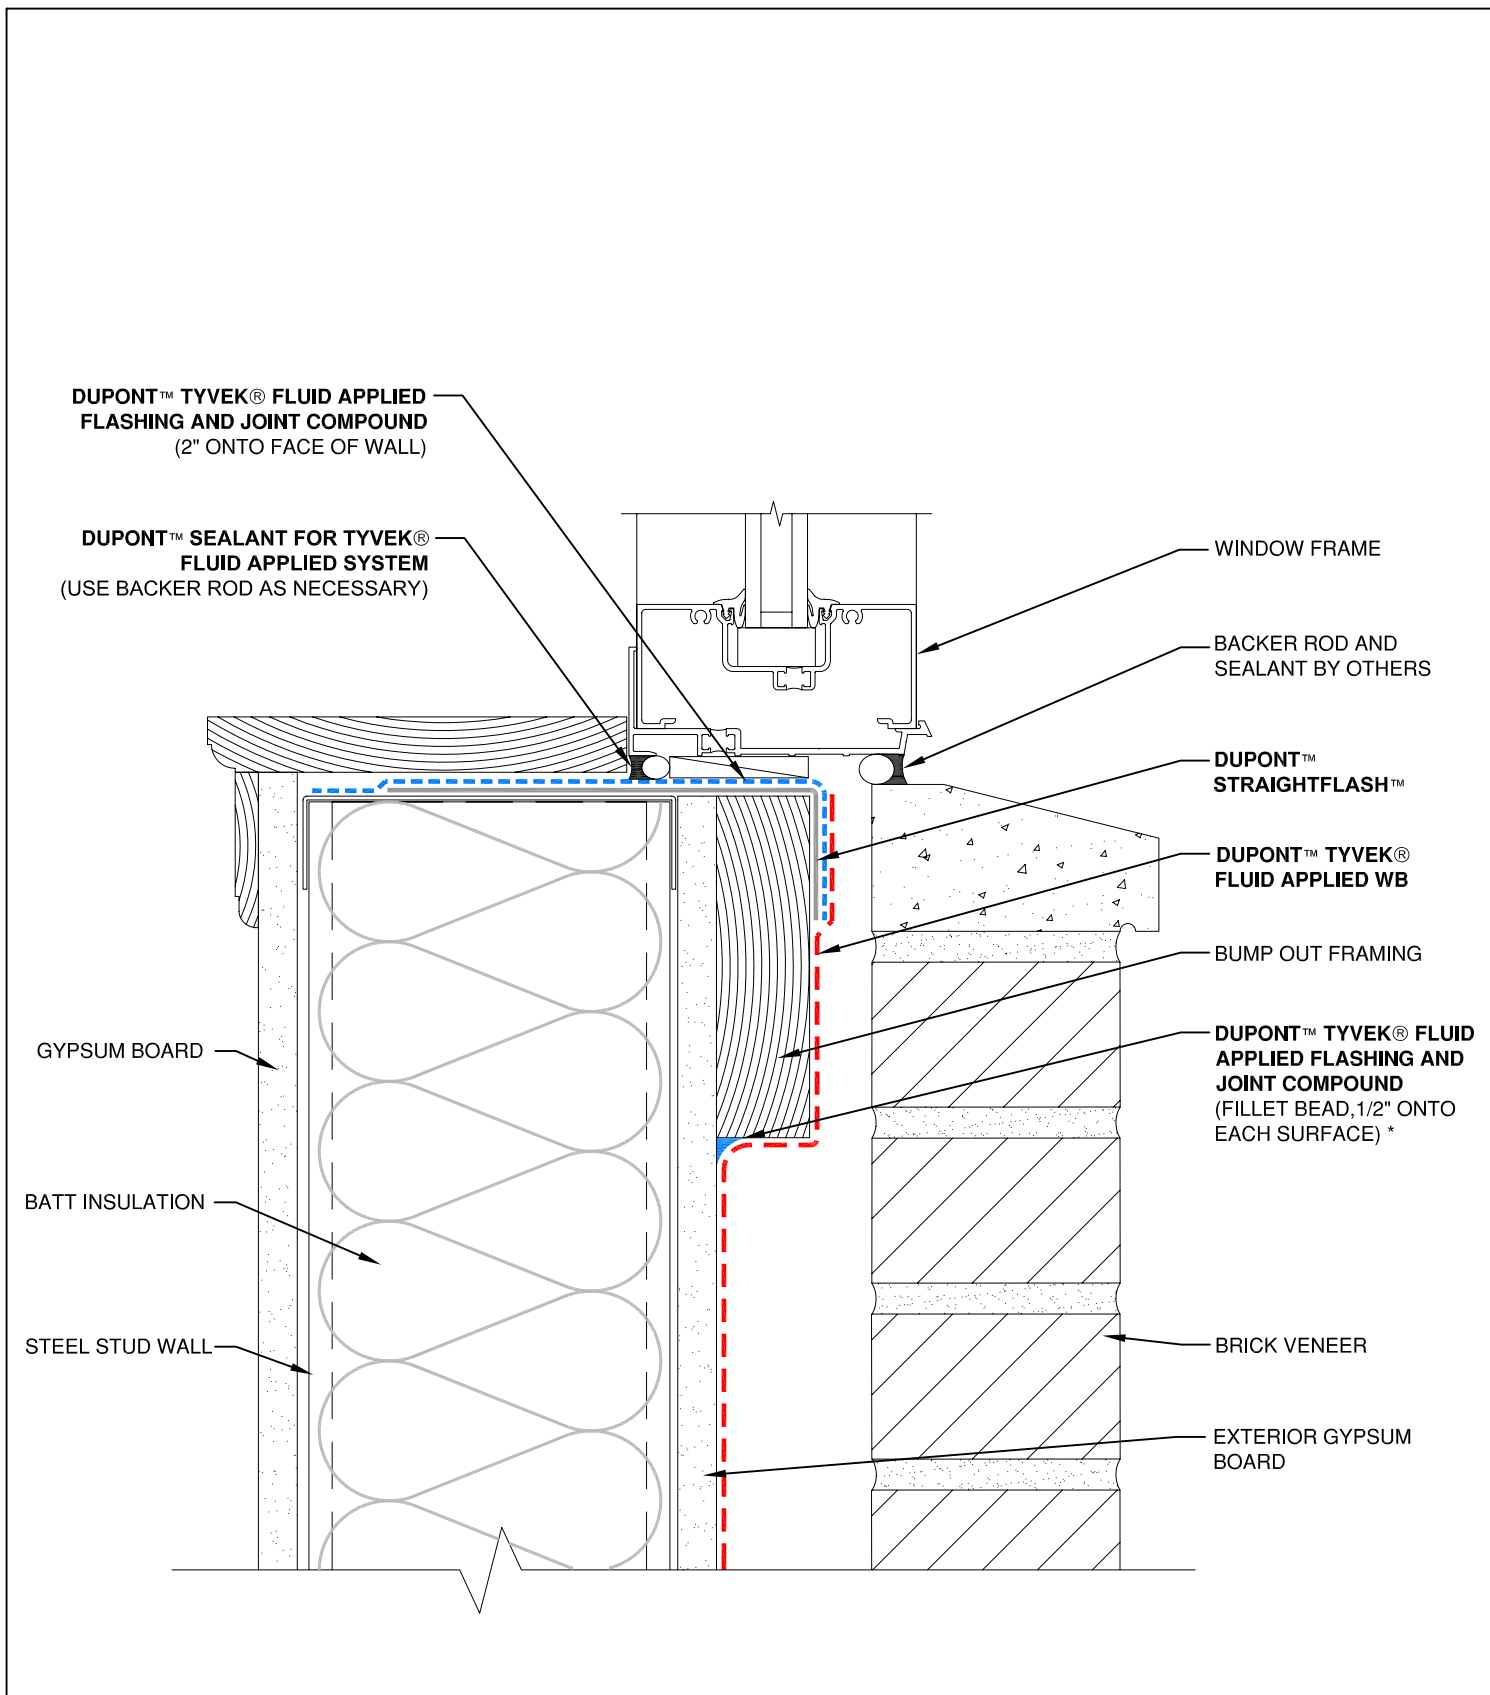 DUPONT™ TYVEK® FLUID APPLIED
FLASHING AND JOINT COMPOUND
(2" ONTO FACE OF WALL)
DUPONT™ SEALANT FOR TYVEK®
FLUID APPLIED SYSTEM
(USE BACKER ROD AS NECESSARY)
GYPSUM BOARD
BATT INSULATION
STEEL STUD WALL
WINDOW FRAME
BACKER ROD AND
SEALANT BY OTHERS
DUPONT™
STRAIGHTFLASH™
DUPONT™ TYVEK®
FLUID APPLIED WB
BUMP OUT FRAMING
DUPONT™ TYVEK® FLUID
APPLIED FLASHING AND
JOINT COMPOUND
(FILLET BEAD,1/2" ONTO
EACH SURFACE) *
BRICK VENEER
EXTERIOR GYPSUM
BOARD